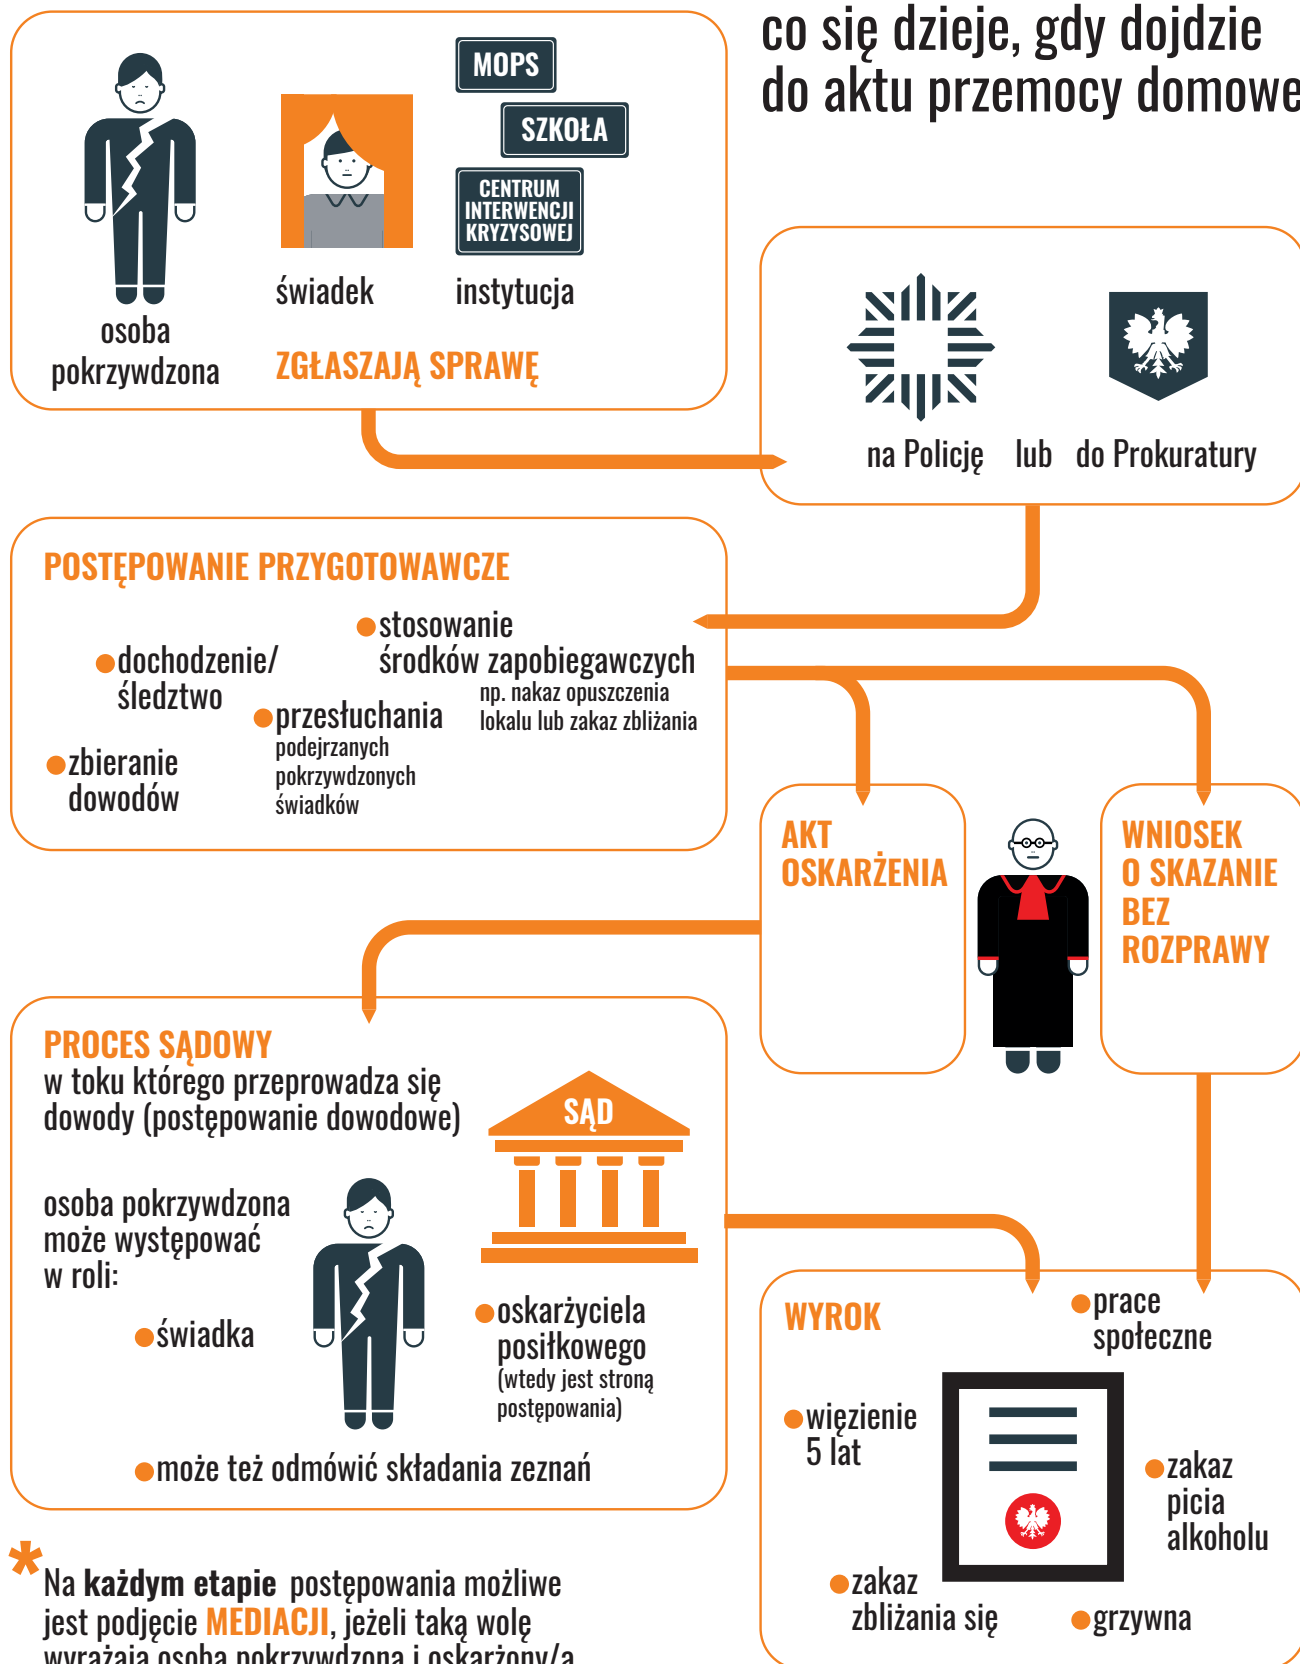 co się dzieje, gdy dojdzie
do aktu przemocy domowe
MOPS
SZKOŁA
CENTRUM
INTERWENCJI
KRYZYSOWEJ
osoba
pokrzywdzona
świadek
instytucja
ZGŁASZAJĄ SPRAWĘ
na Policję lub do Prokuratury
POSTĘPOWANIE PRZYGOTOWAWCZE
stosowanie
środków zapobiegawczych
np. nakaz opuszczenia
lokalu lub zakaz zbliżania
dochodzenie/
śledztwo
przesłuchania
podejrzanych
pokrzywdzonych
świadków
zbieranie
dowodów
AKT
OSKARŻENIA
WNIOSEK
O SKAZANIE
BEZ
ROZPRAWY
PROCES SĄDOWY
w toku którego przeprowadza się
dowody (postępowanie dowodowe)
SĄD
osoba pokrzywdzona
może występować
w roli:
świadka
oskarżyciela
posiłkowego
(wtedy jest stroną
postępowania)
może też odmówić składania zeznań
WYROK
prace
społeczne
więzienie
5 lat
zakaz
picia
alkoholu
zakaz
zbliżania się
grzywna
*Na każdym etapie postępowania możliwe
jest podjęcie MEDIACJI, jeżeli taką wolę
wyrażają osoba pokrzywdzona i oskarżony/a